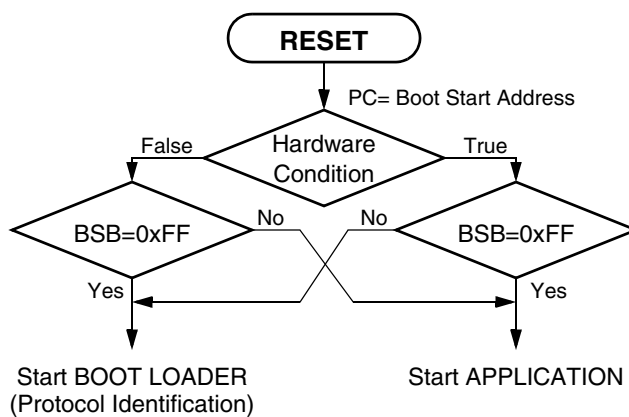 RESET
PC= Boot Start Address
False
Hardware
Condition
True
BSB=0xFF
No
No
BSB=0xFF
Yes
Yes
Start BOOT LOADER
(Protocol Identification)
Start APPLICATION